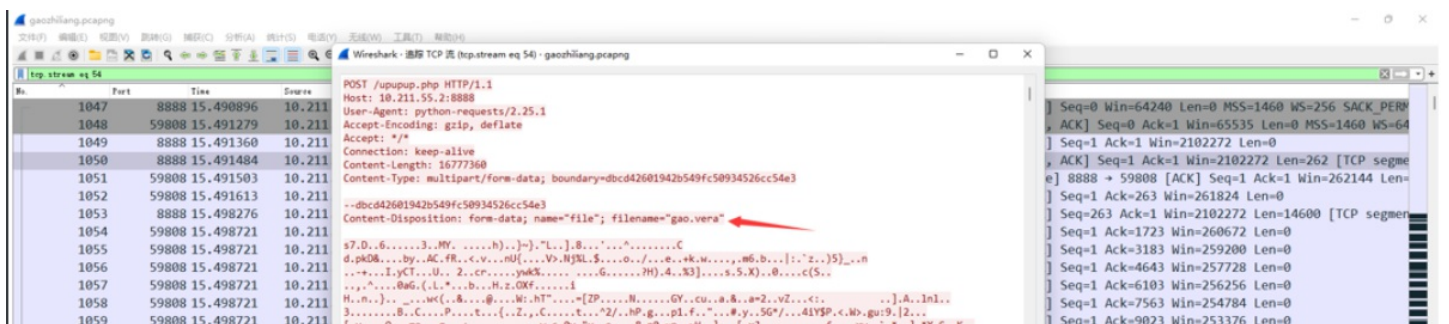 gaozhiliang.pcapng
文件(F) 编辑(E) 视图(V) 跳转(G) 捕获(C) 分析(A) 统计(S) 电话(Y) 无线(W) 工具(T) 帮助(H)
Wireshark · 追踪 TCP 流 (tcp.stream eq 54) · gaozhiliang.pcapng
tcp.stream eq 54
No. Port Time Source
POST /upupup.php HTTP/1.1
Host: 10.211.55.2:8888
User-Agent: python-requests/2.25.1
Accept-Encoding: gzip, deflate
Accept: */*
Connection: keep-alive
Content-Length: 16777360
Content-Type: multipart/form-data; boundary=dbcd42601942b549fc50934526cc54e3
--dbcd42601942b549fc50934526cc54e3
Content-Disposition: form-data; name="file"; filename="gao.vera"
1047 8888 15.490896 10.211
] Seq=0 Win=64240 Len=0 MSS=1460 WS=256 SACK_PERM
1048 59808 15.491279 10.211
, ACK] Seq=0 Ack=1 Win=65535 Len=0 MSS=1460 WS=64
1049 8888 15.491360 10.211
] Seq=1 Ack=1 Win=2102272 Len=0
1050 8888 15.491484 10.211
, ACK] Seq=1 Ack=1 Win=2102272 Len=262 [TCP segme
1051 59808 15.491503 10.211
e] 8888 → 59808 [ACK] Seq=1 Ack=1 Win=262144 Len=
1052 59808 15.491613 10.211
] Seq=1 Ack=263 Win=261824 Len=0
1053 8888 15.498276 10.211
] Seq=263 Ack=1 Win=2102272 Len=14600 [TCP segmen
1054 59808 15.498721 10.211
] Seq=1 Ack=1723 Win=260672 Len=0
1055 59808 15.498721 10.211
] Seq=1 Ack=3183 Win=259200 Len=0
1056 59808 15.498721 10.211
] Seq=1 Ack=4643 Win=257728 Len=0
1057 59808 15.498721 10.211
] Seq=1 Ack=6103 Win=256256 Len=0
1058 59808 15.498721 10.211
] Seq=1 Ack=7563 Win=254784 Len=0
1059 59808 15.498721 10.211
] Seq=1 Ack=9023 Win=253376 Len=0